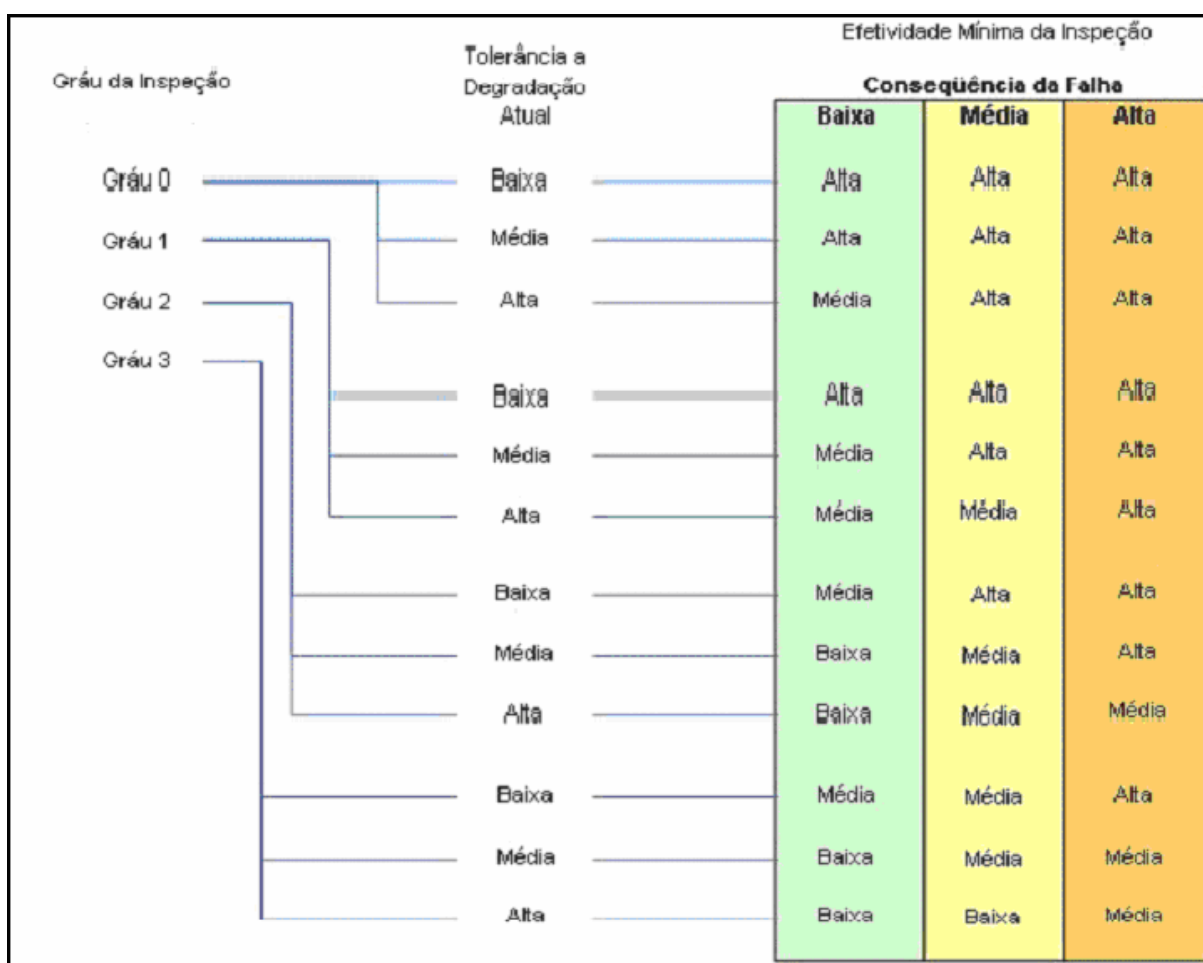 Efetividade Mínima da Inspeção
Gráu da Inspeção
Tolerância a
Degradação
Atual
Conseqüência da Falha
Baixa Média Alta
Gráu 0 Baixa Alta Alta Alta
Gráu 1 Média Alta Alta Alta
Gráu 2 Alta Média Alta Alta
Gráu 3
Baixa Alta Alta Alta
Média Média Alta Alta
Alta Média Média Alta
Baixa Média Alta Alta
Média Baixa Média Alta
Alta Baixa Média Média
Baixa Média Média Alta
Média Baixa Média Média
Alta Baixa Baixa Média